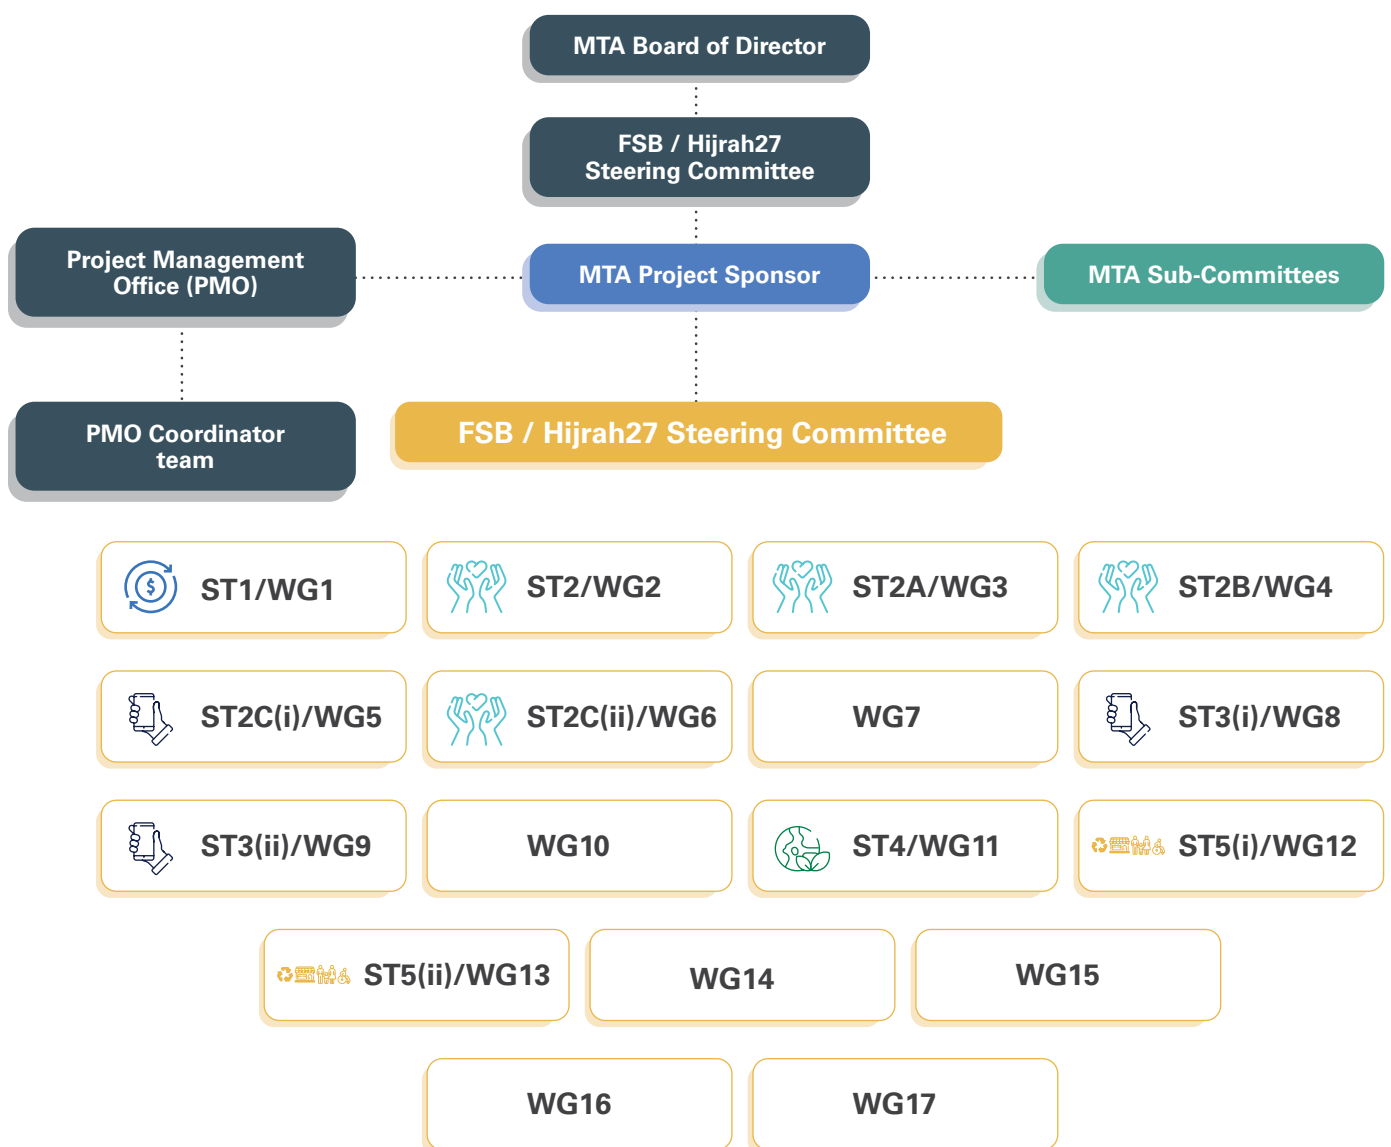 MTA Board of Director
FSB / Hijrah27
Steering Committee
Project Management
Office (PMO)
MTA Project Sponsor
MTA Sub-Committees
PMO Coordinator
team
FSB / Hijrah27 Steering Committee
$
ST1/WG1
ST2/WG2
ST2A/WG3
ST2B/WG4
ST2C(i)/WG5
ST2C(ii)/WG6
WG7
ST3(i)/WG8
ST3(ii)/WG9
WG10
ST4/WG11
ST5(i)/WG12
ST5(ii)/WG13
WG14
WG15
WG16
WG17